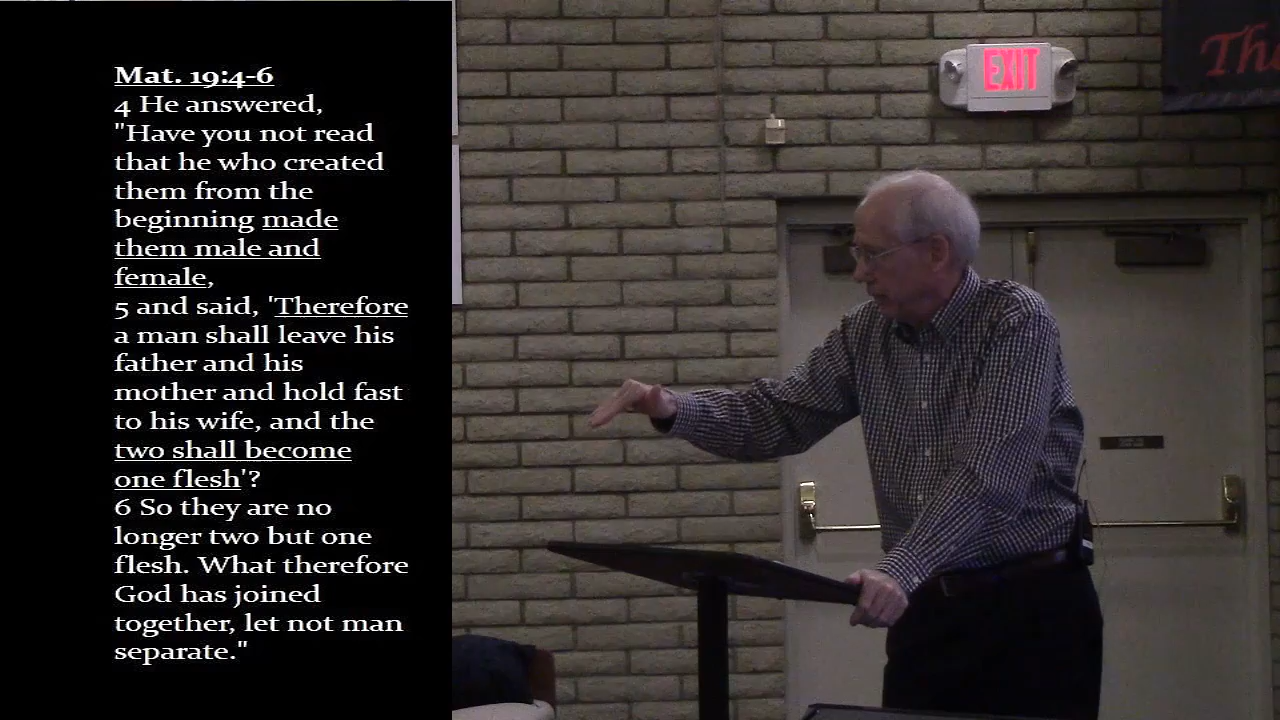 Mat. 19:4-6
4 He answered,
"Have you not read
that he who created
them from the
beginning made
them male and
female,
5 and said, 'Therefore
a man shall leave his
father and his
mother and hold fast
to his wife, and the
two shall become
one flesh'?
6 So they are no
longer two but one
flesh. What therefore
God has joined
together, let not man
separate."
EXIT